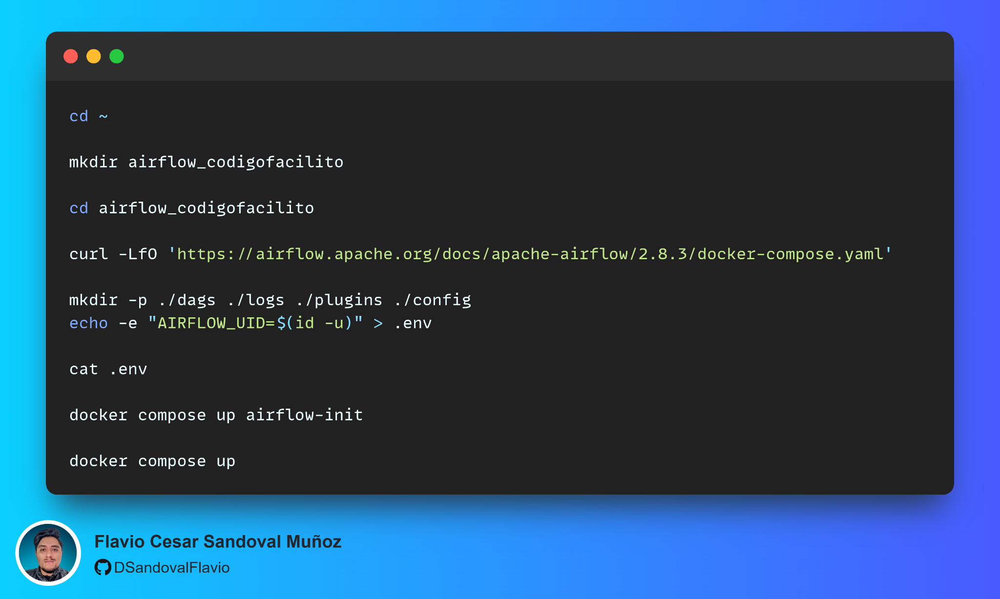 cd ~
mkdir airflow_codigofacilito
cd airflow_codigofacilito
curl -LfO 'https://airflow.apache.org/docs/apache-airflow/2.8.3/docker-compose.yaml'
mkdir -p ./dags ./logs ./plugins ./config
echo -e "AIRFLOW_UID=$(id -u)" > .env
cat .env
docker compose up airflow-init
docker compose up
Flavio Cesar Sandoval Muñoz
DSandovalFlavio